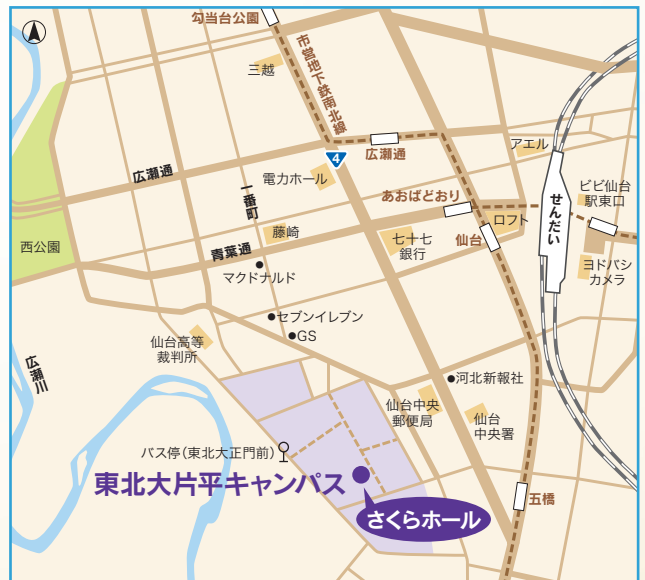 勾当台公園
三越
市営地下鉄南北線
4
広瀬通
アエル
広瀬通
電力ホール
一番町
あおばどおり
ロフト
せんだい
ビビ仙台
駅東口
西公園
藤崎
七十七
銀行
仙台
青葉通
マクドナルド
ヨドバシ
カメラ
セブンイレブン
GS
仙台高等
裁判所
広瀬川
河北新報社
仙台中央
郵便局
仙台
中央署
バス停(東北大正門前)
東北大片平キャンパス
さくらホール
五橋